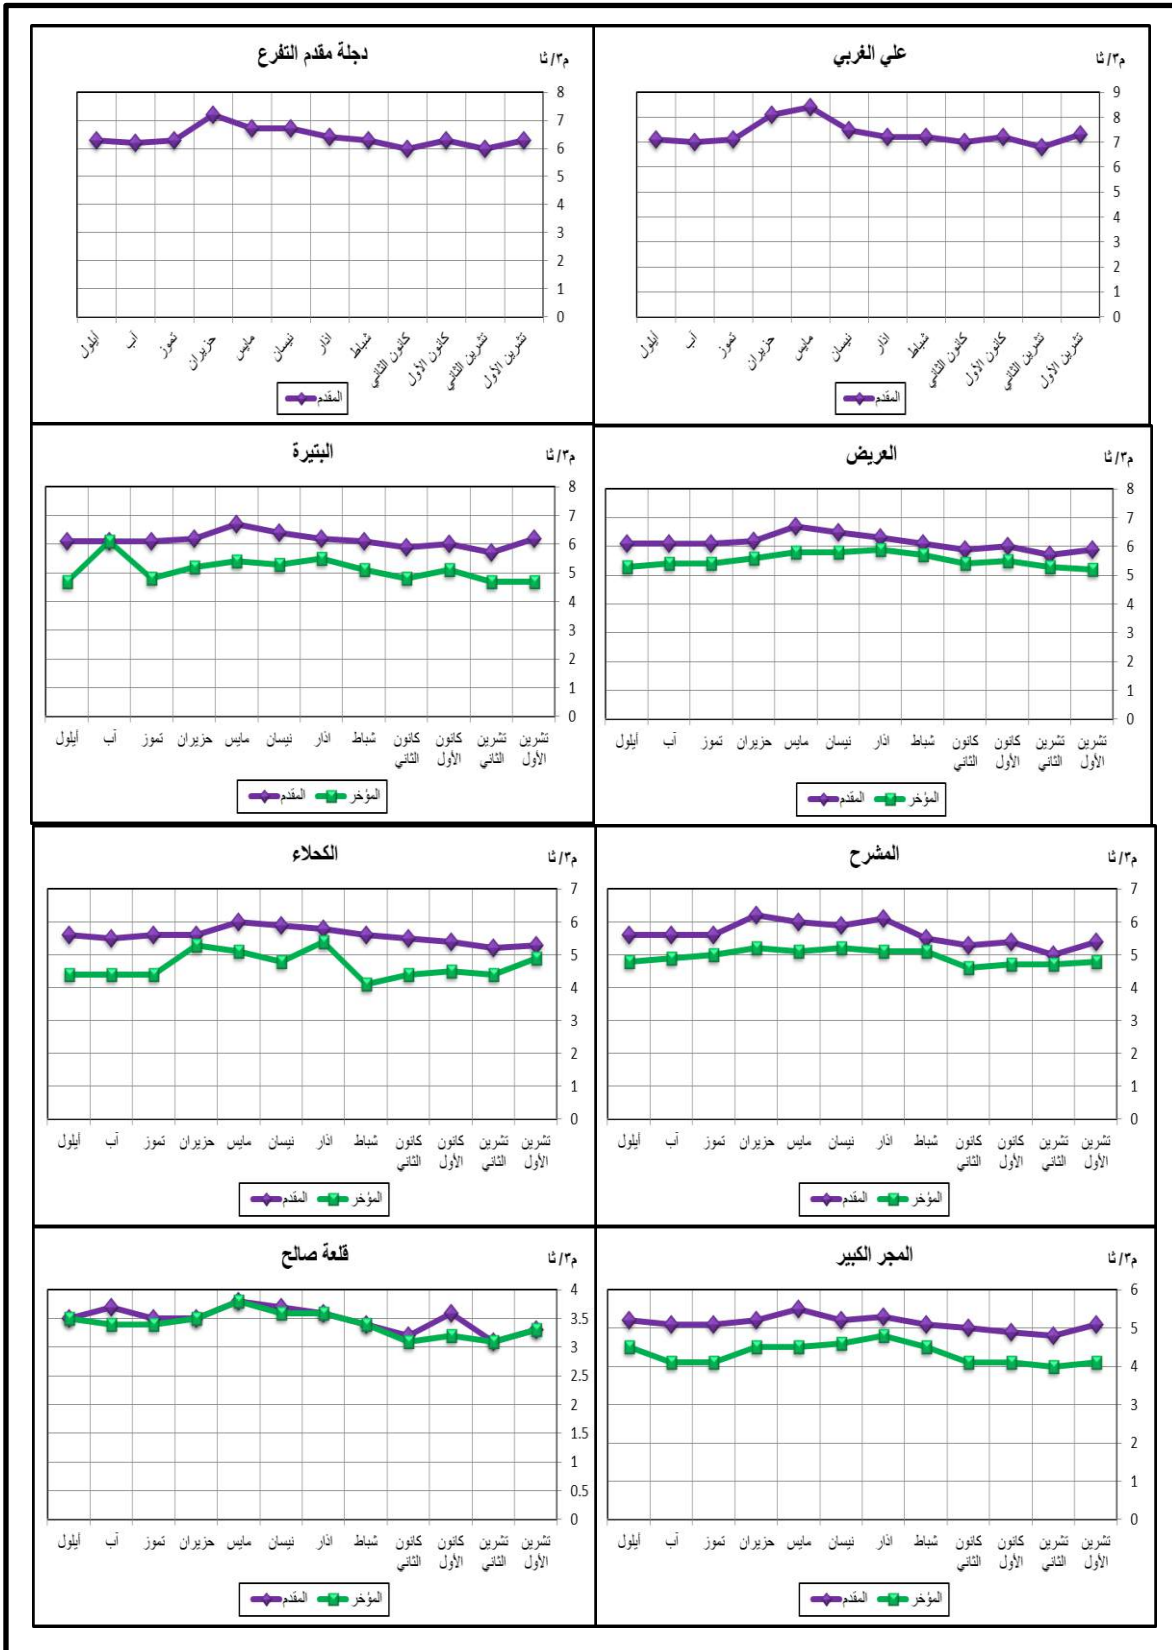 علي الغربي
م٣/ ثا
9
8
7
6
5
4
3
2
1
0
تشرين الأول
تشرين الثاني
كانون الأول
كانون الثاني
شباط
اذار
نيسان
مايس
حزيران
تموز
آب
أيلول
المقدم
دجلة مقدم التفرع
م٣/ ثا
8
7
6
5
4
3
2
1
0
تشرين الأول
تشرين الثاني
كانون الأول
كانون الثاني
شباط
اذار
نيسان
مايس
حزيران
تموز
آب
أيلول
المقدم
العريض
م٣/ ثا
8
7
6
5
4
3
2
1
0
تشرين الأول
تشرين الثاني
كانون الأول
كانون الثاني
شباط
اذار
نيسان
مايس
حزيران
تموز
آب
أيلول
المؤخر
المقدم
البتيرة
م٣/ ثا
8
7
6
5
4
3
2
1
0
تشرين الأول
تشرين الثاني
كانون الأول
كانون الثاني
شباط
اذار
نيسان
مايس
حزيران
تموز
آب
أيلول
المؤخر
المقدم
المشرح
م٣/ ثا
7
6
5
4
3
2
1
0
تشرين الأول
تشرين الثاني
كانون الأول
كانون الثاني
شباط
اذار
نيسان
مايس
حزيران
تموز
آب
أيلول
المؤخر
المقدم
الكحلاء
م٣/ ثا
7
6
5
4
3
2
1
0
تشرين الأول
تشرين الثاني
كانون الأول
كانون الثاني
شباط
اذار
نيسان
مايس
حزيران
تموز
آب
أيلول
المؤخر
المقدم
المجر الكبير
م٣/ ثا
6
5
4
3
2
1
0
تشرين الأول
تشرين الثاني
كانون الأول
كانون الثاني
شباط
اذار
نيسان
مايس
حزيران
تموز
آب
أيلول
المؤخر
المقدم
قلعة صالح
م٣/ ثا
4
3.5
3
2.5
2
1.5
1
0.5
0
تشرين الأول
تشرين الثاني
كانون الأول
كانون الثاني
شباط
اذار
نيسان
مايس
حزيران
تموز
آب
أيلول
المؤخر
المقدم